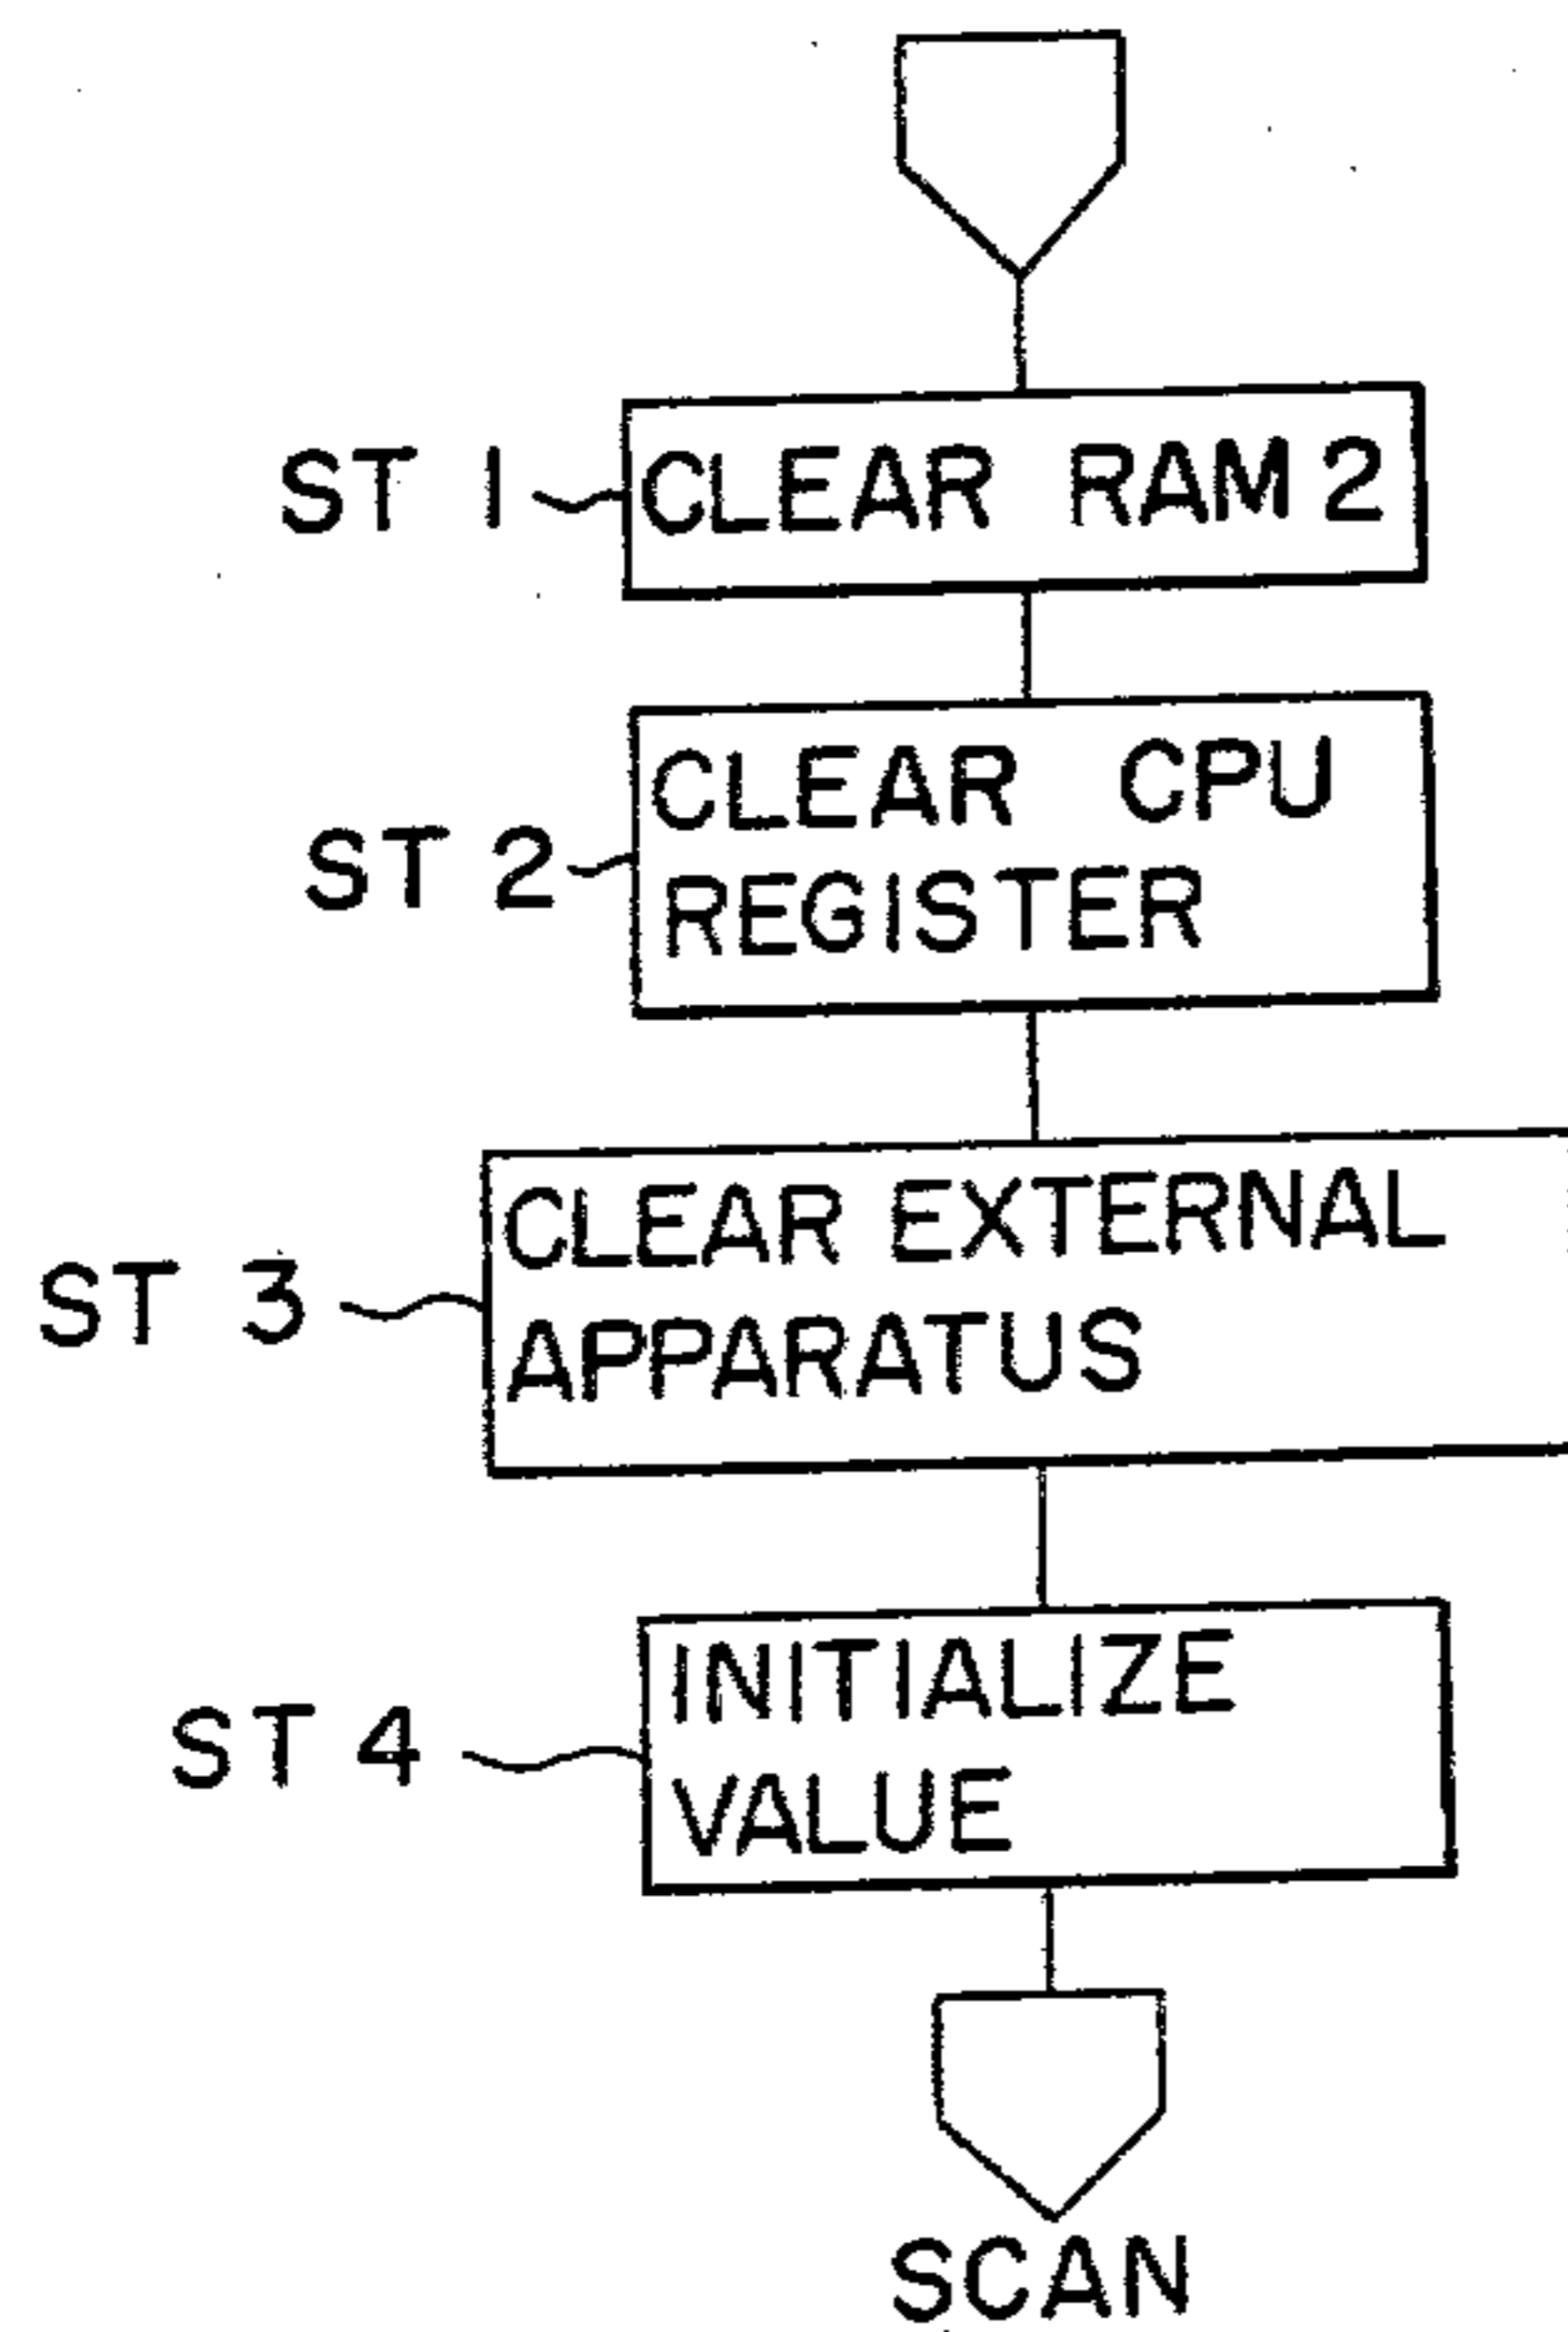 ST 1
CLEAR RAM 2
ST 2
CLEAR CPU
REGISTER
ST 3
CLEAR EXTERNAL
APPARATUS
ST 4
INITIALIZE
VALUE
SCAN